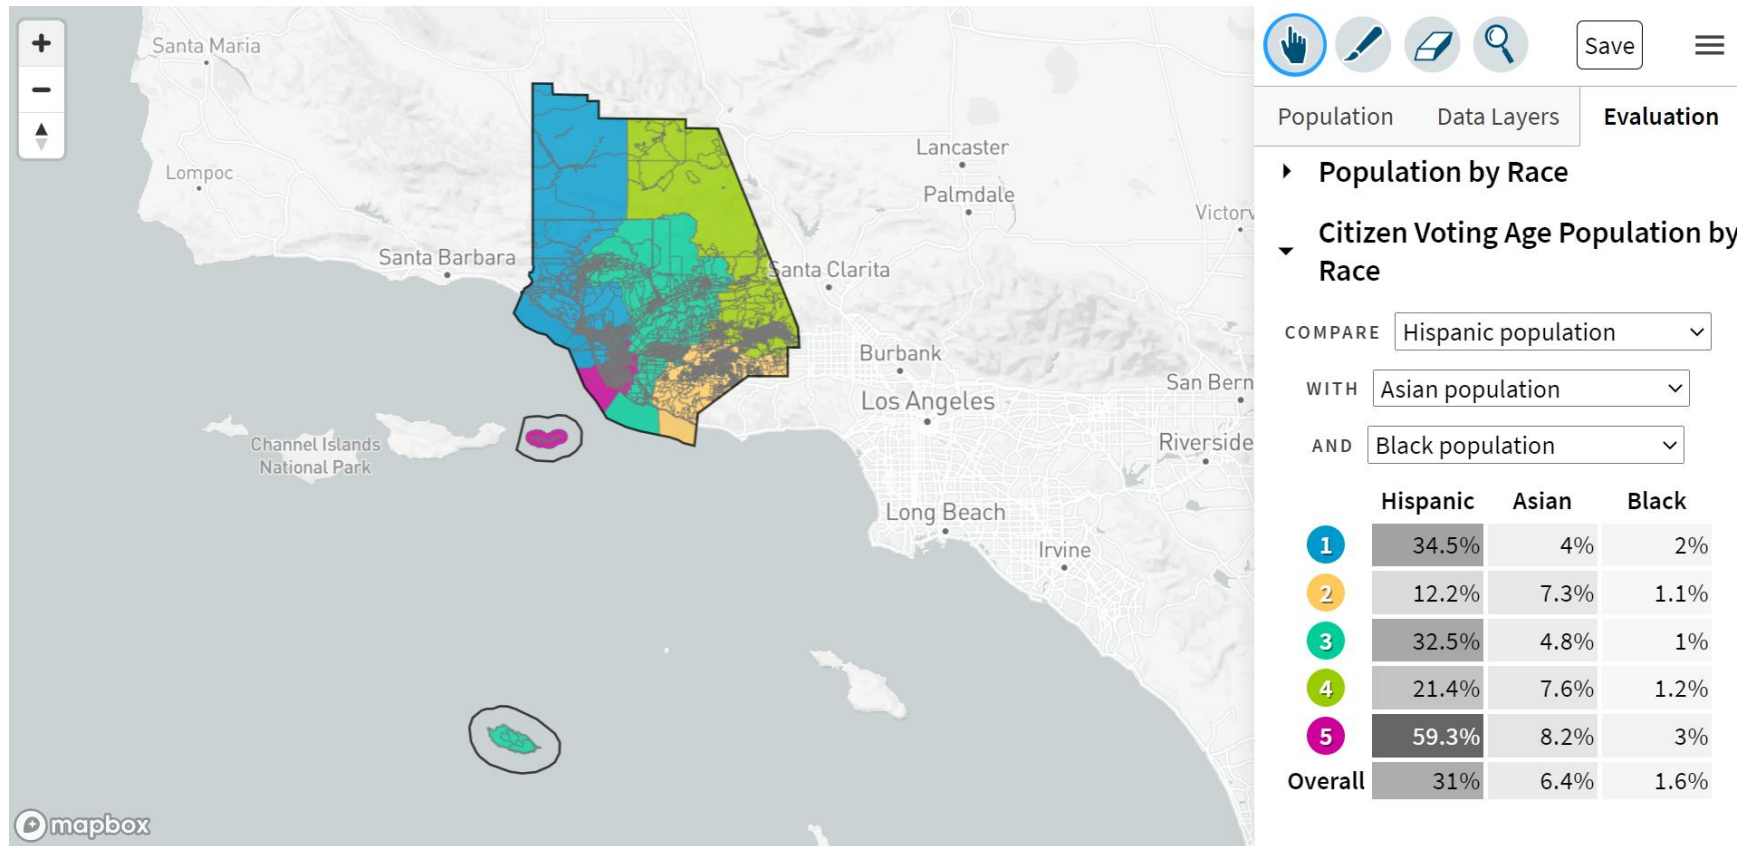 Santa Maria
Lompoc
Santa Barbara
Lancaster
Palmdale
Victorv
Santa Clarita
Burbank
San Bern
Los Angeles
Riverside
Channel Islands
National Park
Long Beach
Irvine
mapbox
Save
Population
Data Layers
Evaluation
Population by Race
Citizen Voting Age Population by
Race
COMPARE Hispanic population
WITH Asian population
AND Black population
Hispanic Asian Black
1 34.5% 4% 2%
2 12.2% 7.3% 1.1%
3 32.5% 4.8% 1%
4 21.4% 7.6% 1.2%
5 59.3% 8.2% 3%
Overall 31% 6.4% 1.6%